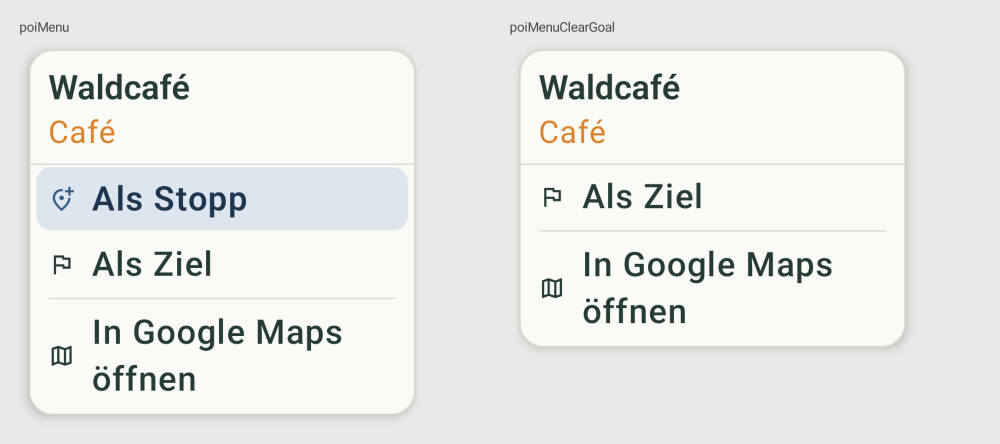 poiMenu
Waldcafé
Café
Als Stopp
Als Ziel
In Google Maps
öffnen
poiMenuClearGoal
Waldcafé
Café
Als Ziel
In Google Maps
öffnen